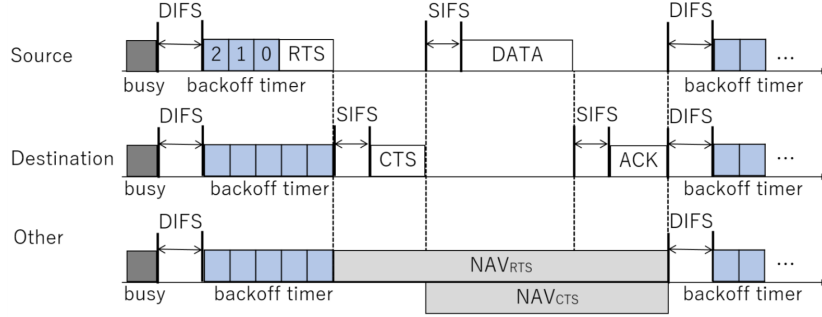 DIFS SIFS DIFS
Source 2 1 0 RTS DATA ...
busy backoff timer backoff timer
DIFS SIFS SIFS DIFS
Destination CTS ACK ...
busy backoff timer backoff timer
DIFS DIFS
Other
NAVRTS ...
busy backoff timer NAVCTS backoff timer